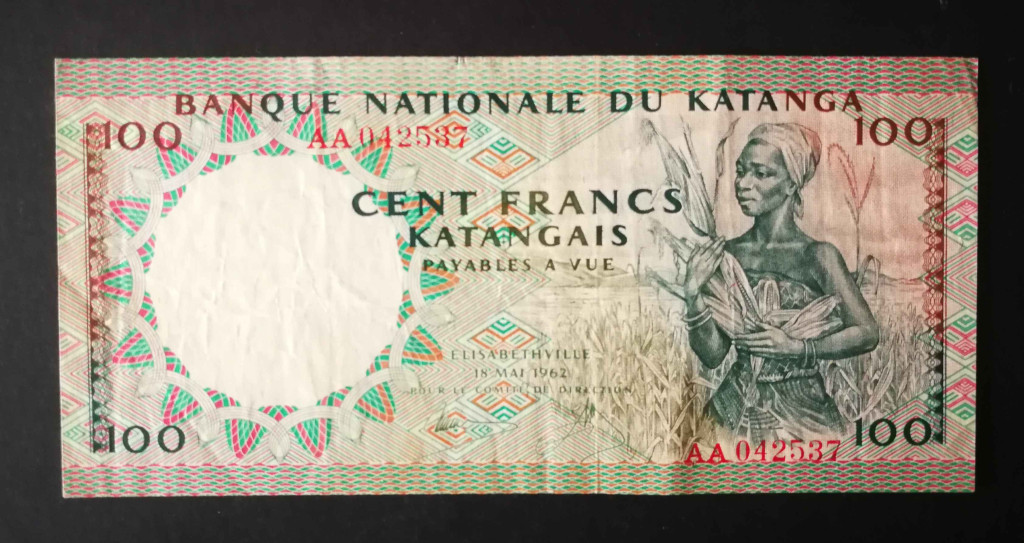 BANQUE NATIONALE DU KATANGA
100
AA 042537
100
CENT FRANCS
KATANGAIS
PAYABLES A VUE
ELISABETHVILLE
18 MAI 1962
POUR LE COMITÉ DE DIRECTION
100
AA 042537
100